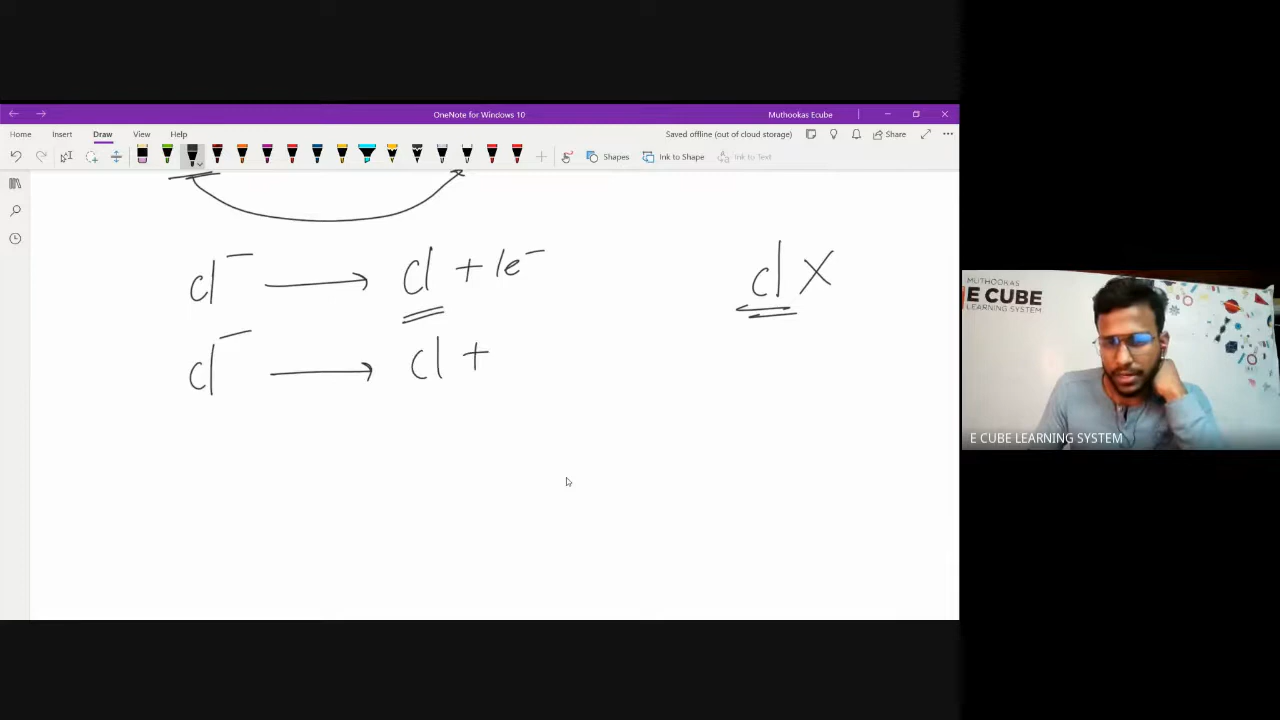 OneNote for Windows 10
Muthookas Ecube
Home Insert Draw View Help
Saved offline (out of cloud storage)
Share
Shapes
Ink to Shape
Ink to Text
cl⁻ → cl + 1e⁻
cl X
cl⁻ → cl +
MUTHOOKAS
E CUBE
LEARNING SYSTEM
E CUBE LEARNING SYSTEM